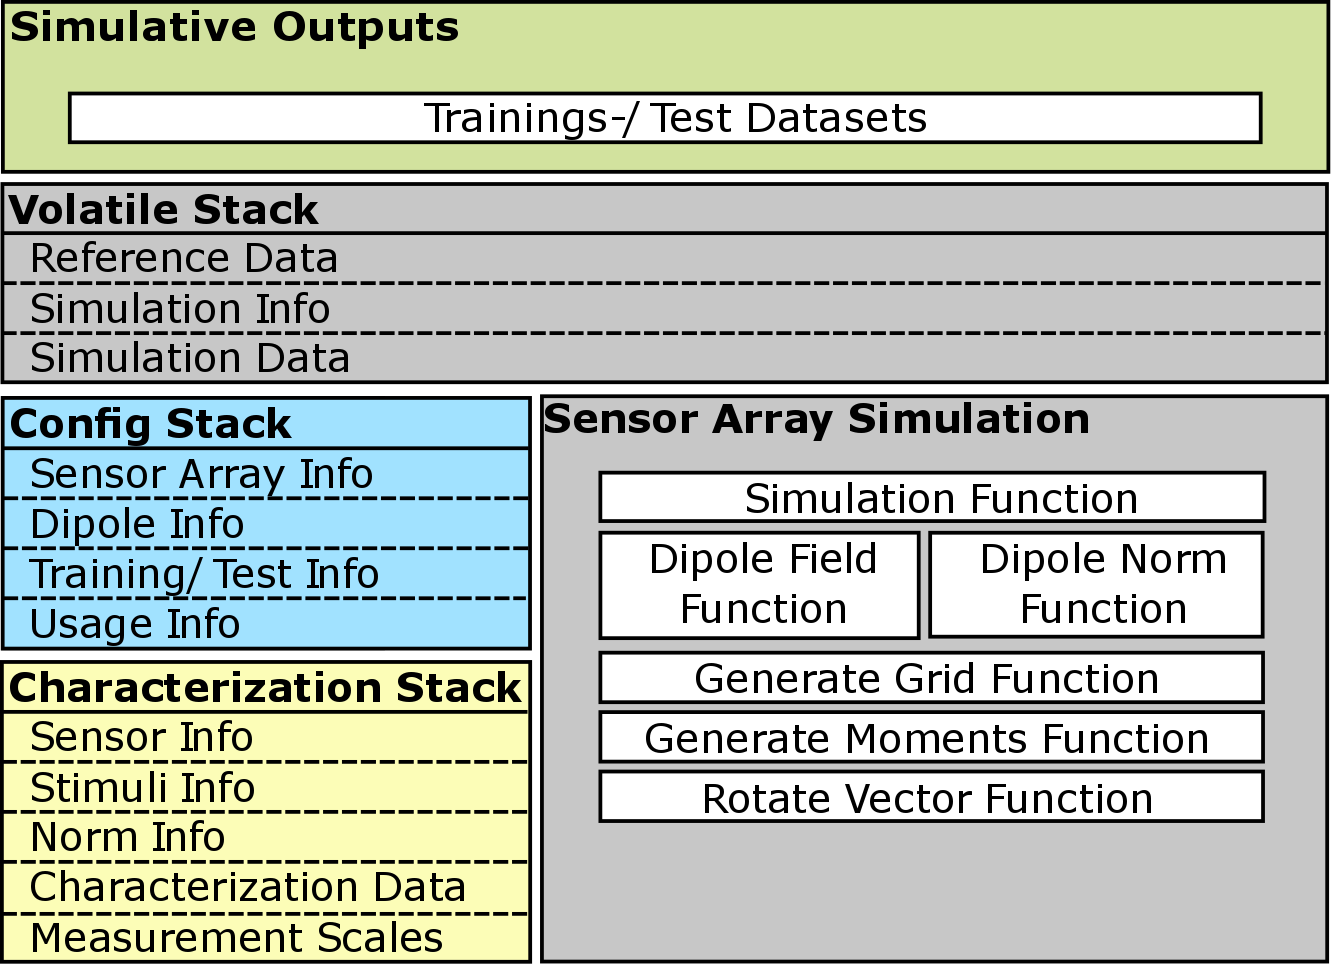 Simulative Outputs
Trainings-/ Test Datasets
Volatile Stack
Reference Data
Simulation Info
Simulation Data
Config Stack
Sensor Array Info
Dipole Info
Training/ Test Info
Usage Info
Characterization Stack
Sensor Info
Stimuli Info
Norm Info
Characterization Data
Measurement Scales
Sensor Array Simulation
Simulation Function
Dipole Field
Function
Dipole Norm
Function
Generate Grid Function
Generate Moments Function
Rotate Vector Function